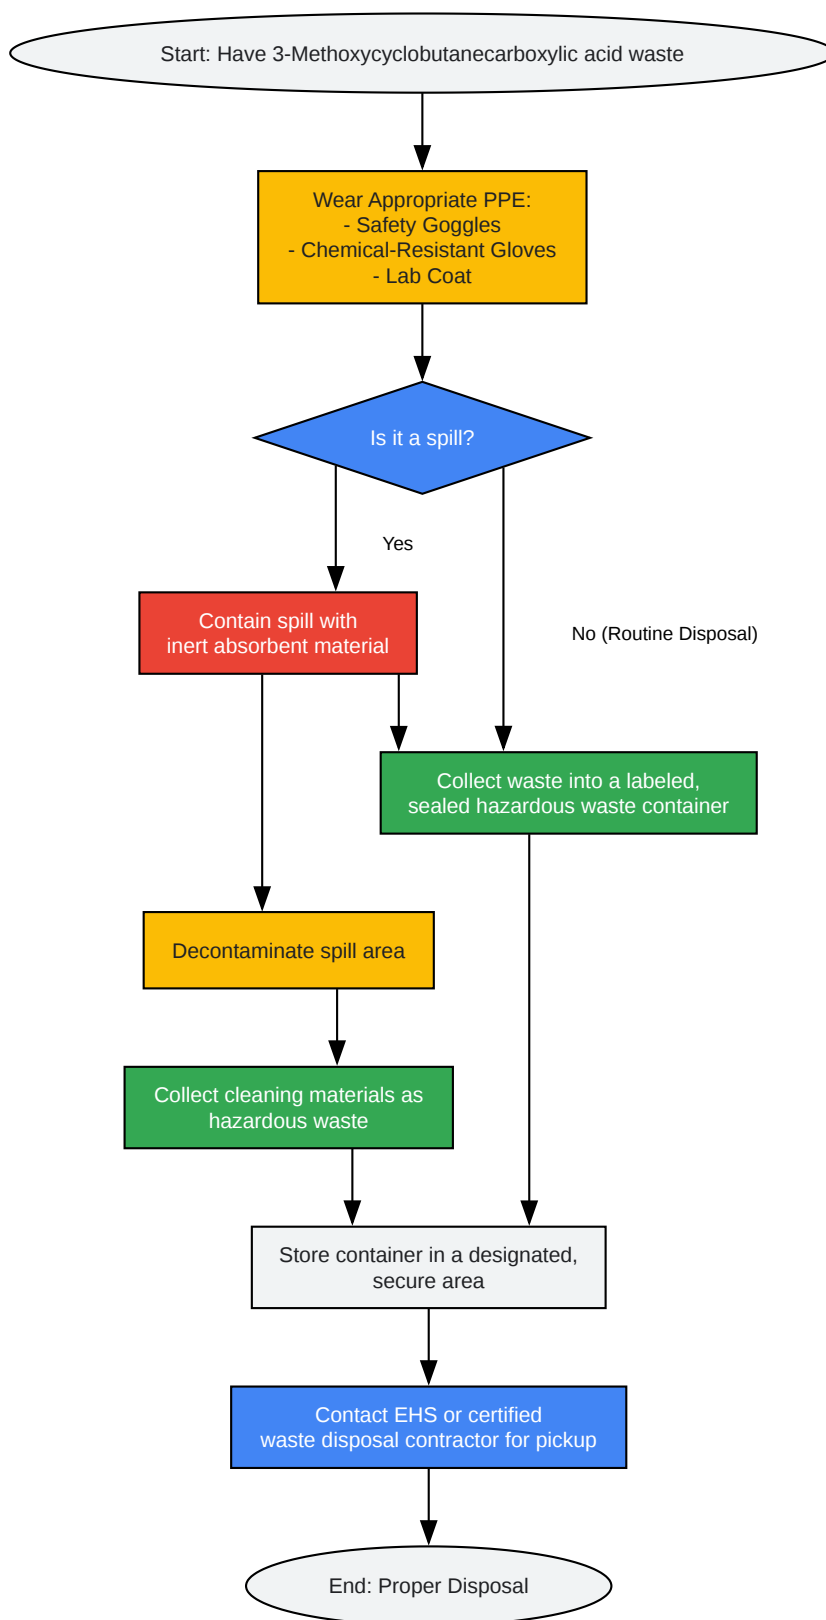 Start: Have 3-Methoxycyclobutanecarboxylic acid waste
Wear Appropriate PPE:
- Safety Goggles
- Chemical-Resistant Gloves
- Lab Coat
Is it a spill?
Yes
Contain spill with
inert absorbent material
No (Routine Disposal)
Collect waste into a labeled,
sealed hazardous waste container
Decontaminate spill area
Collect cleaning materials as
hazardous waste
Store container in a designated,
secure area
Contact EHS or certified
waste disposal contractor for pickup
End: Proper Disposal